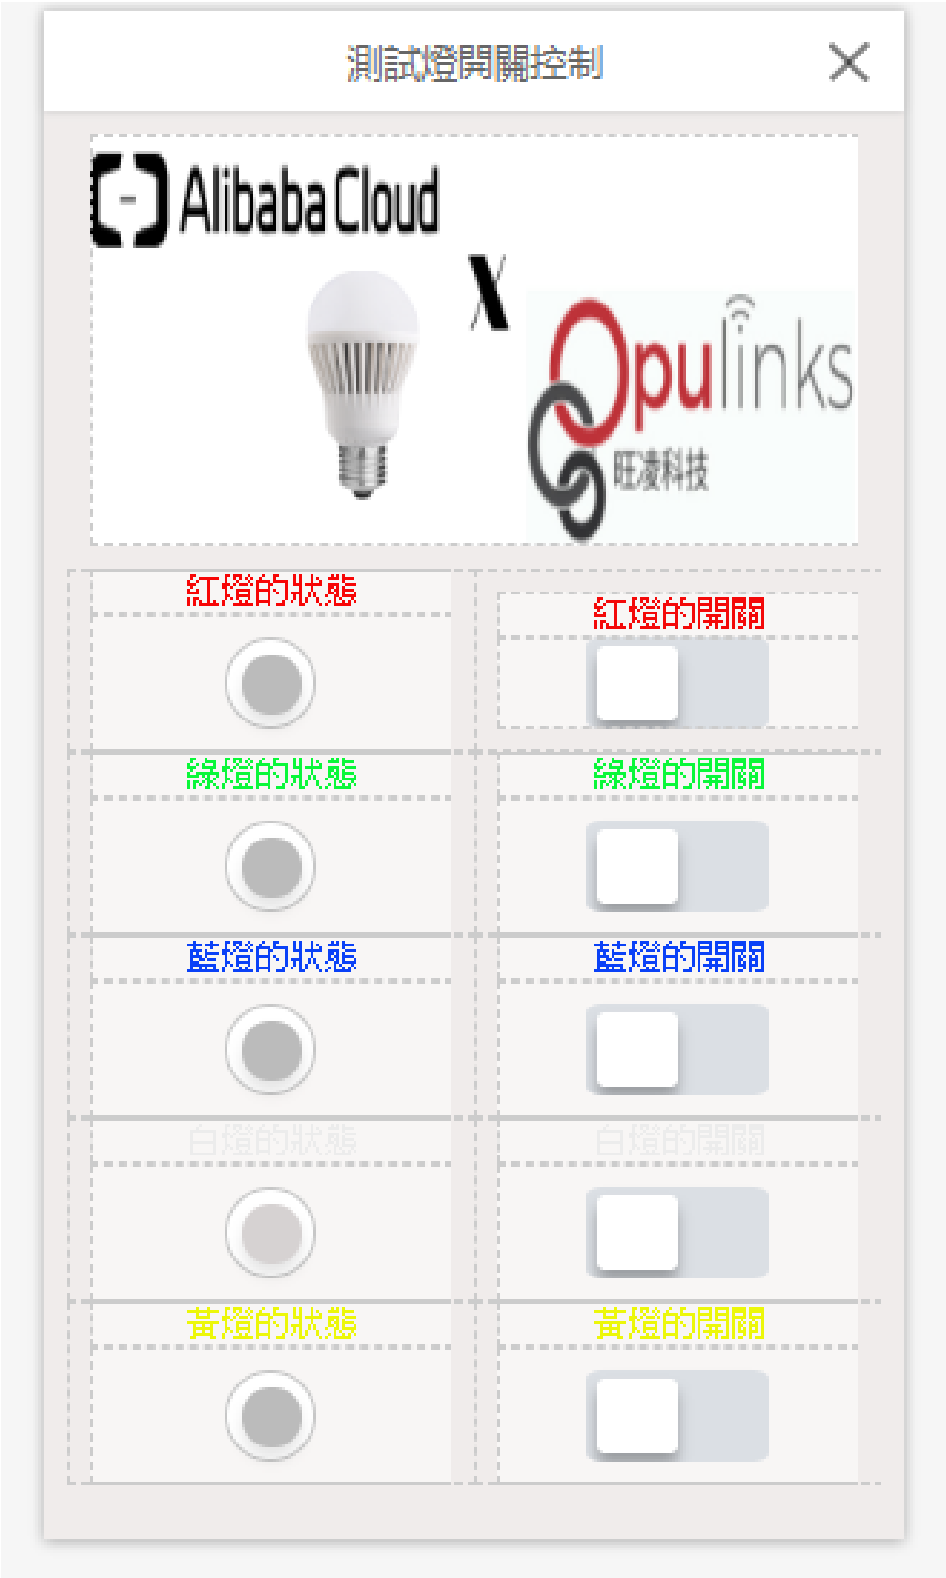 測試燈開關控制
Alibaba Cloud
X
Opulinks
旺凌科技
紅燈的狀態
紅燈的開關
綠燈的狀態
綠燈的開關
藍燈的狀態
藍燈的開關
白燈的狀態
白燈的開關
黃燈的狀態
黃燈的開關